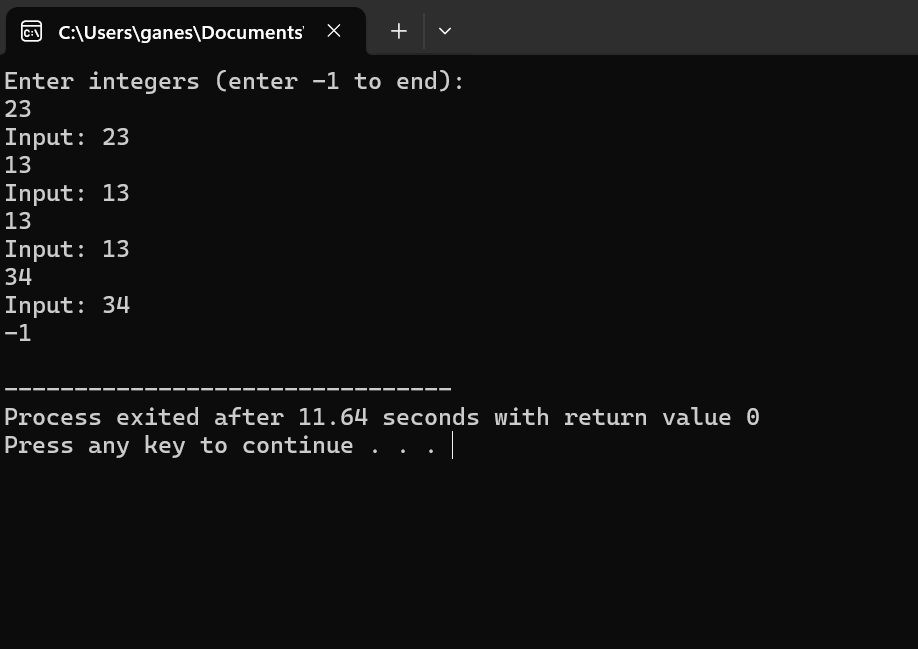 C:\Users\ganes\Documents\
Enter integers (enter -1 to end):
23
Input: 23
13
Input: 13
13
Input: 13
34
Input: 34
-1
--------------------------------
Process exited after 11.64 seconds with return value 0
Press any key to continue . . .